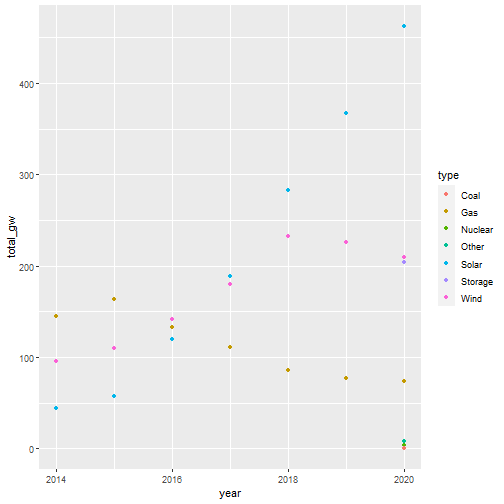 total_gw
400
300
200
100
0
2014
2016
2018
2020
year
type
Coal
Gas
Nuclear
Other
Solar
Storage
Wind